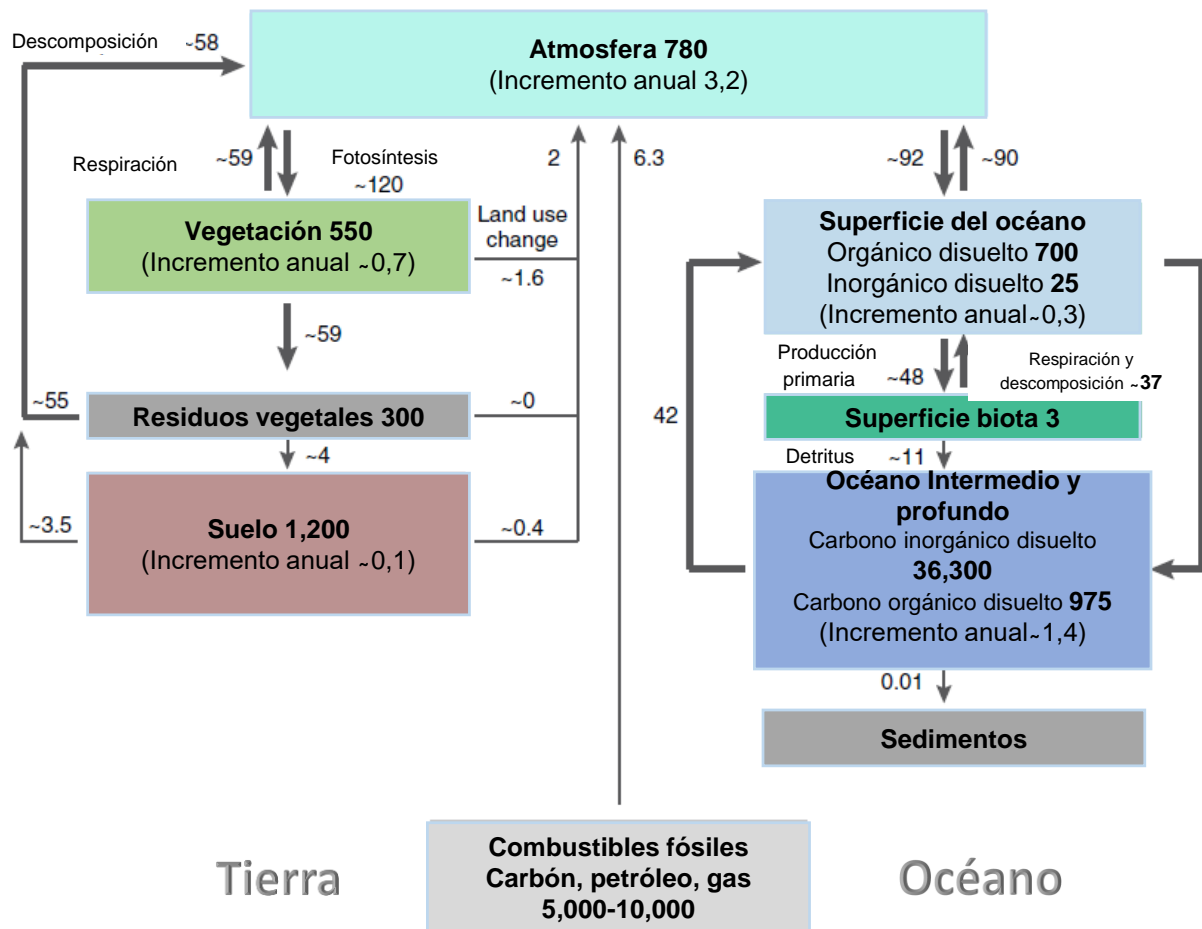 Descomposición
~58
Atmosfera 780
(Incremento anual 3,2)
Respiración
~59
Fotosíntesis
~120
2
6.3
~92
~90
Vegetación 550
(Incremento anual ~0,7)
Land use
change
~1.6
Superficie del océano
Orgánico disuelto 700
Inorgánico disuelto 25
(Incremento anual~0,3)
~59
Producción
primaria
~48
Respiración y
descomposición ~37
~55
Residuos vegetales 300
~0
42
Superficie biota 3
~4
Detritus
~11
~3.5
Suelo 1,200
(Incremento anual ~0,1)
~0.4
Océano Intermedio y
profundo
Carbono inorgánico disuelto
36,300
Carbono orgánico disuelto 975
(Incremento anual~1,4)
0.01
Sedimentos
Combustibles fósiles
Carbón, petróleo, gas
5,000-10,000
Tierra
Océano